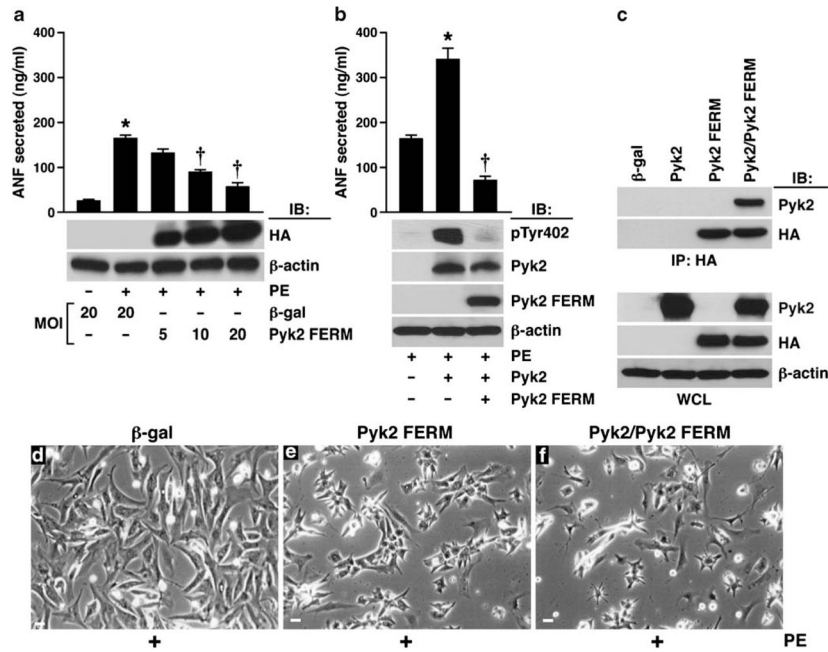 a
ANF secreted (ng/ml)
400
300
200
100
0
*
†
†
IB:
HA
β-actin
– + + + + PE
MOI
20 20 – – – β-gal
– – 5 10 20 Pyk2 FERM
b
ANF secreted (ng/ml)
400
300
200
100
0
*
†
IB:
pTyr402
Pyk2
Pyk2 FERM
β-actin
+ + + PE
– + + Pyk2
– – + Pyk2 FERM
c
β-gal
Pyk2
Pyk2 FERM
Pyk2/Pyk2 FERM
IB:
Pyk2
HA
IP: HA
Pyk2
HA
β-actin
WCL
β-gal
Pyk2 FERM
Pyk2/Pyk2 FERM
d
e
f
+ + + PE